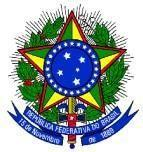 REPÚBLICA FEDERATIVA DO BRASIL
15 de Novembro de 1889